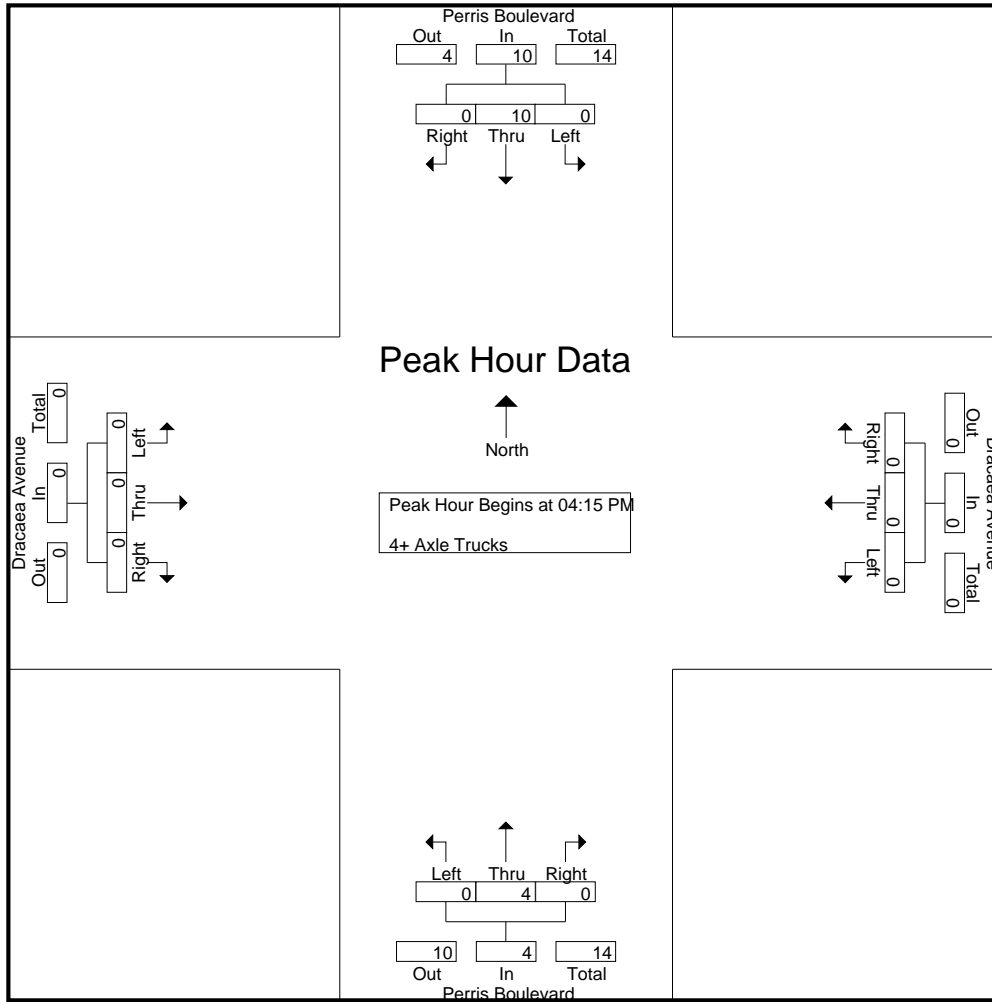 Perris Boulevard
Out In Total
4 10 14
0 10 0
Right Thru Left
Peak Hour Data
North
Peak Hour Begins at 04:15 PM
4+ Axle Trucks
Dracaea Avenue
Out In Total
0 0 0
Right Thru Left
0 0 0
Dracaea Avenue
Out In Total
0 0 0
Right Thru Left
0 0 0
Left Thru Right
0 4 0
10 4 14
Out In Total
Perris Boulevard